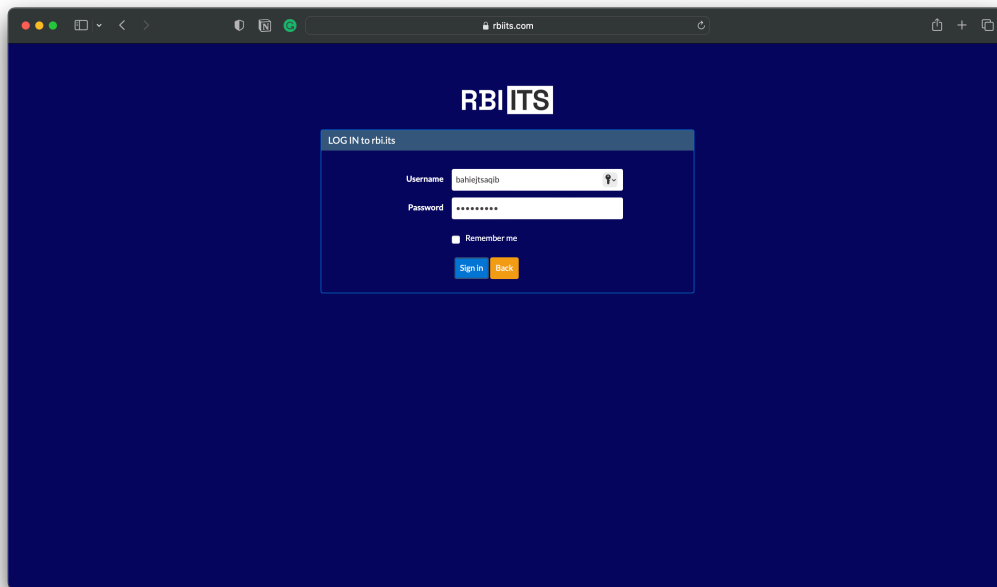 rbiits.com
RBI ITS
LOG IN to rbi.its
Username bahiejtsaqib
Password •••••••••
Remember me
Sign in Back